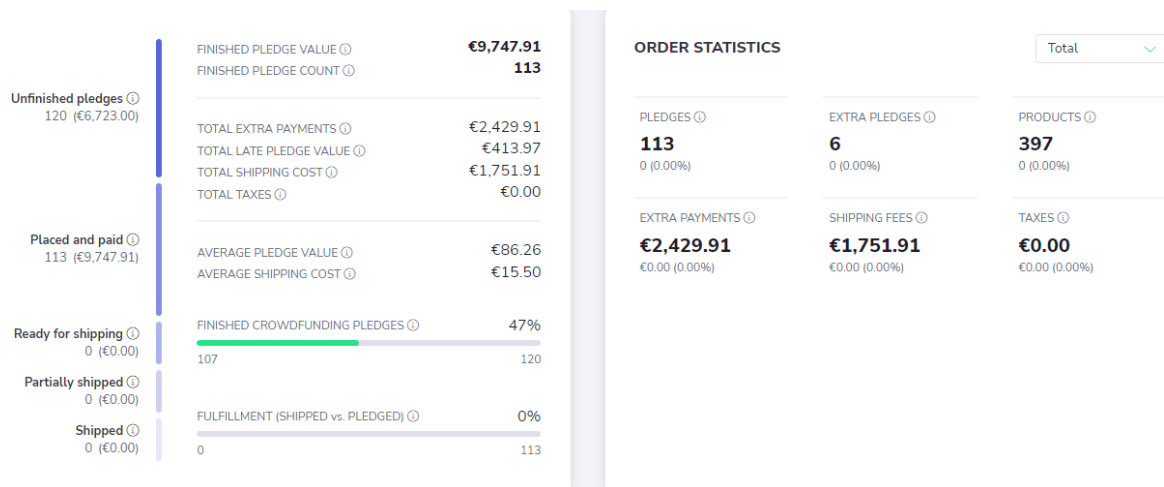 Unfinished pledges
120 (€6,723.00)
Placed and paid
113 (€9,747.91)
Ready for shipping
0 (€0.00)
Partially shipped
0 (€0.00)
Shipped
0 (€0.00)
FINISHED PLEDGE VALUE €9,747.91
FINISHED PLEDGE COUNT 113
TOTAL EXTRA PAYMENTS €2,429.91
TOTAL LATE PLEDGE VALUE €413.97
TOTAL SHIPPING COST €1,751.91
TOTAL TAXES €0.00
AVERAGE PLEDGE VALUE €86.26
AVERAGE SHIPPING COST €15.50
FINISHED CROWDFUNDING PLEDGES 47%
107 120
FULFILLMENT (SHIPPED vs. PLEDGED) 0%
0 113
ORDER STATISTICS Total
PLEDGES EXTRA PLEDGES PRODUCTS
113 6 397
0 (0.00%) 0 (0.00%) 0 (0.00%)
EXTRA PAYMENTS SHIPPING FEES TAXES
€2,429.91 €1,751.91 €0.00
€0.00 (0.00%) €0.00 (0.00%) €0.00 (0.00%)